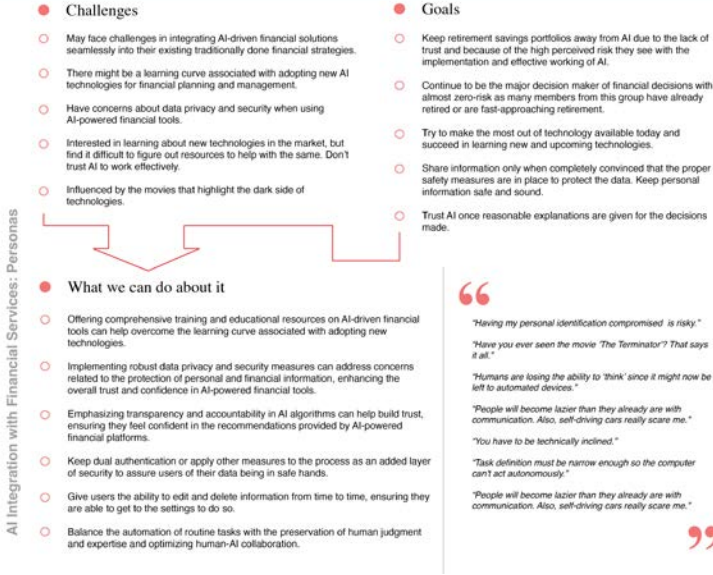 Challenges
May face challenges in integrating AI-driven financial solutions
seamlessly into their existing traditionally done financial strategies.
There might be a learning curve associated with adopting new AI
technologies for financial planning and management.
Have concerns about data privacy and security when using
AI-powered financial tools.
Interested in learning about new technologies in the market, but
find it difficult to figure out resources to help with the same. Don't
trust AI to work effectively.
Influenced by the movies that highlight the dark side of
technologies.
Goals
Keep retirement savings portfolios away from AI due to the lack of
trust and because of the high perceived risk they see with the
implementation and effective working of AI.
Continue to be the major decision maker of financial decisions with
almost zero-risk as many members from this group have already
retired or are fast-approaching retirement.
Try to make the most out of technology available today and
succeed in learning new and upcoming technologies.
Share information only when completely convinced that the proper
safety measures are in place to protect the data. Keep personal
information safe and sound.
Trust AI once reasonable explanations are given for the decisions
made.
AI Integration with Financial Services: Personas
What we can do about it
Offering comprehensive training and educational resources on AI-driven financial
tools can help overcome the learning curve associated with adopting new
technologies.
Implementing robust data privacy and security measures can address concerns
related to the protection of personal and financial information, enhancing the
overall trust and confidence in AI-powered financial tools.
Emphasizing transparency and accountability in AI algorithms can help build trust,
ensuring they feel confident in the recommendations provided by AI-powered
financial platforms.
Keep dual authentication or apply other measures to the process as an added layer
of security to assure users of their data being in safe hands.
Give users the ability to edit and delete information from time to time, ensuring they
are able to get to the settings to do so.
Balance the automation of routine tasks with the preservation of human judgment
and expertise and optimizing human-AI collaboration.
“
"Having my personal identification compromised is risky."
"Have you ever seen the movie 'The Terminator'? That says
it all."
"Humans are losing the ability to 'think' since it might now be
left to automated devices."
"People will become lazier than they already are with
communication. Also, self-driving cars really scare me."
"You have to be technically inclined."
"Task definition must be narrow enough so the computer
can't act autonomously."
"People will become lazier than they already are with
communication. Also, self-driving cars really scare me."
”